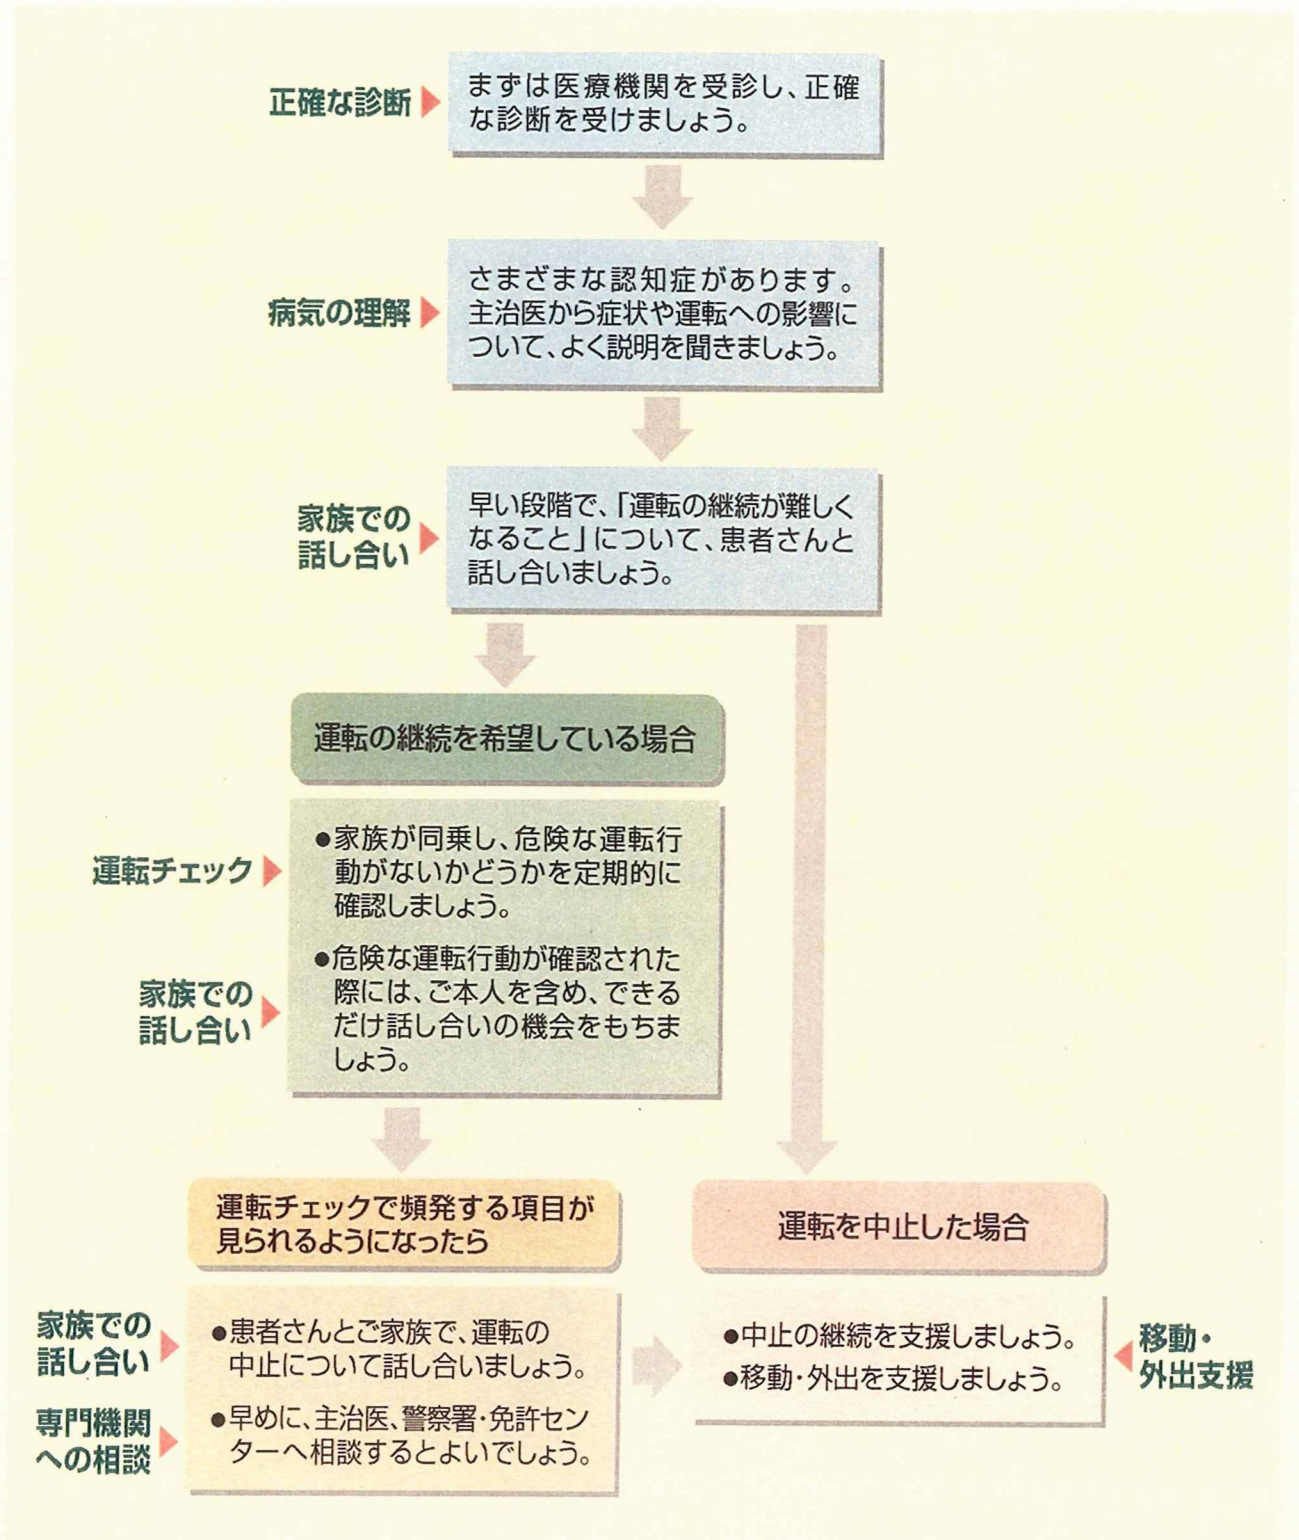 正確な診断
まずは医療機関を受診し、正確
な診断を受けましょう。
病気の理解
さまざまな認知症があります。
主治医から症状や運転への影響に
ついて、よく説明を聞きましょう。
家族での
話し合い
早い段階で、「運転の継続が難しく
なること」について、患者さんと
話し合いましょう。
運転の継続を希望している場合
運転チェック
●家族が同乗し、危険な運転行
動がないかどうかを定期的に
確認しましょう。
家族での
話し合い
●危険な運転行動が確認された
際には、ご本人を含め、できる
だけ話し合いの機会をもちま
しょう。
運転チェックで頻発する項目が
見られるようになったら
家族での
話し合い
●患者さんとご家族で、運転の
中止について話し合いましょう。
専門機関
への相談
●早めに、主治医、警察署・免許セン
ターへ相談するとよいでしょう。
運転を中止した場合
●中止の継続を支援しましょう。
●移動・外出を支援しましょう。
移動・
外出支援